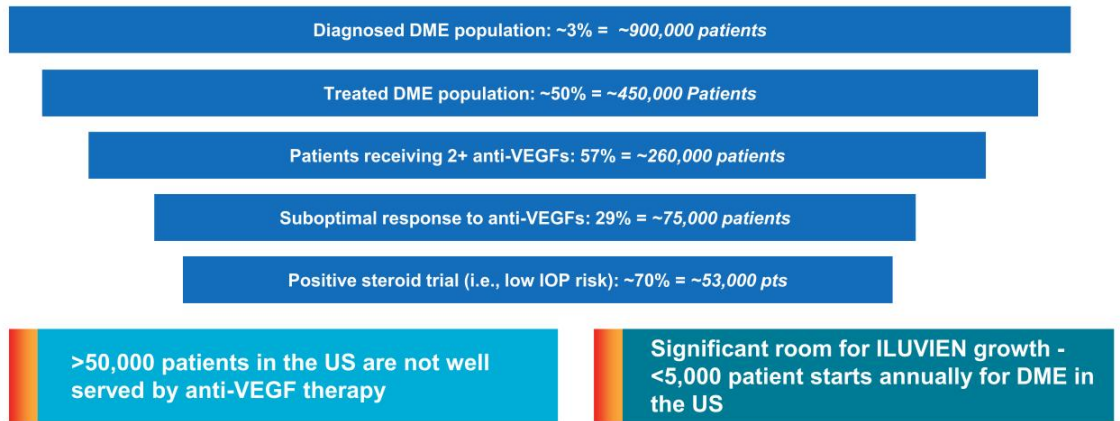 Diagnosed DME population: ~3% = ~900,000 patients
Treated DME population: ~50% = ~450,000 Patients
Patients receiving 2+ anti-VEGFs: 57% = ~260,000 patients
Suboptimal response to anti-VEGFs: 29% = ~75,000 patients
Positive steroid trial (i.e., low IOP risk): ~70% = ~53,000 pts
>50,000 patients in the US are not well
served by anti-VEGF therapy
Significant room for ILUVIEN growth -
<5,000 patient starts annually for DME in
the US